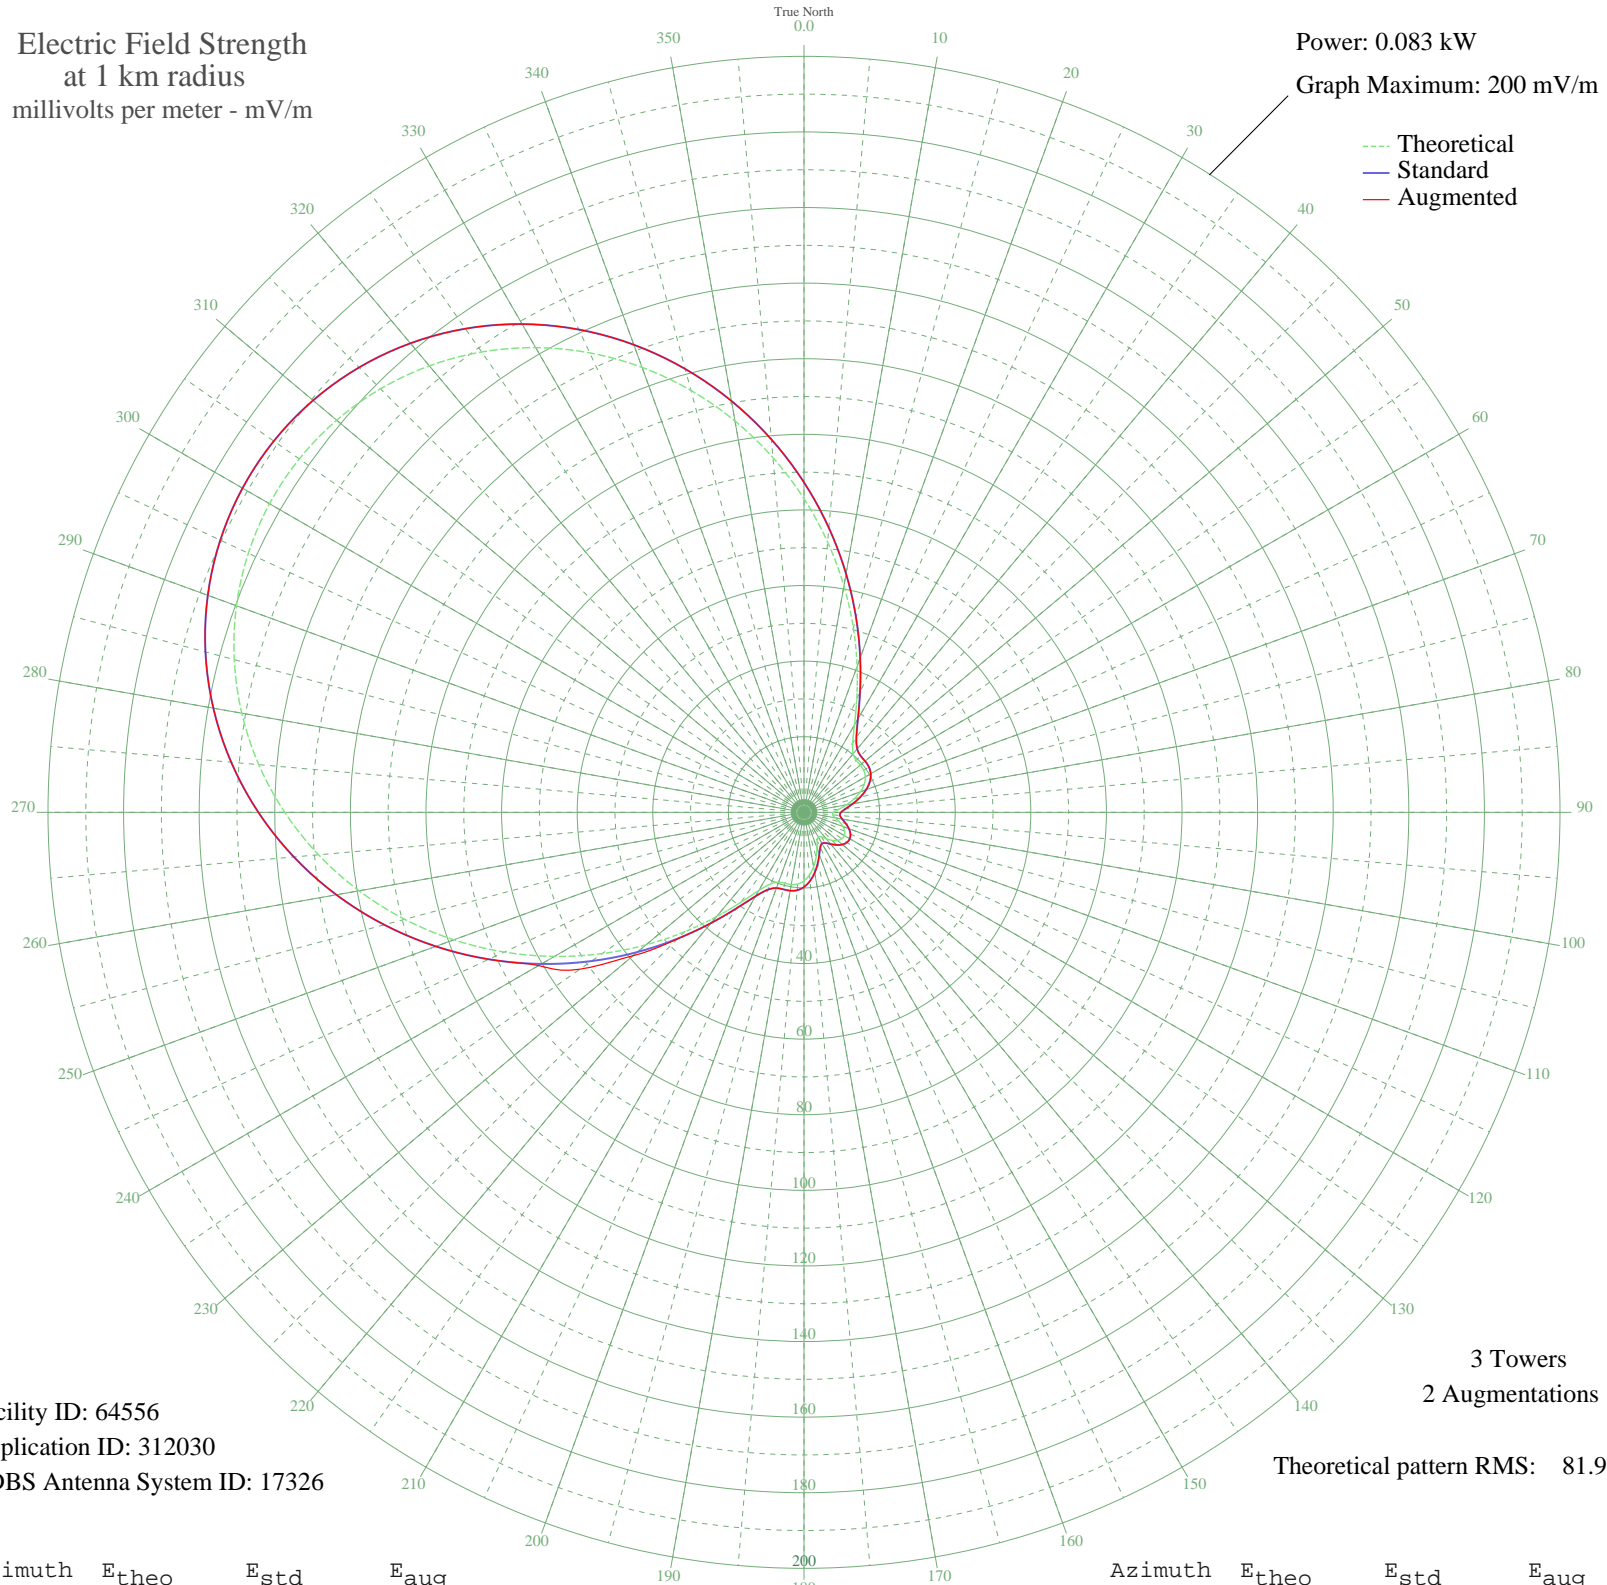 True North
Electric Field Strength
at 1 km radius
millivolts per meter - mV/m
Power: 0.083 kW
Graph Maximum: 200 mV/m
Theoretical
Standard
Augmented
0.0
10
20
30
40
50
60
70
80
90
100
110
120
130
140
150
160
170
190
200
210
220
230
240
250
260
270
280
290
300
310
320
330
340
350
40
60
80
100
120
140
160
180
200
3 Towers
2 Augmentations
Theoretical pattern RMS: 81.9
cility ID: 64556
plication ID: 312030
DBS Antenna System ID: 17326
imuth Etheo Estd Eaug
Azimuth Etheo Estd Eaug